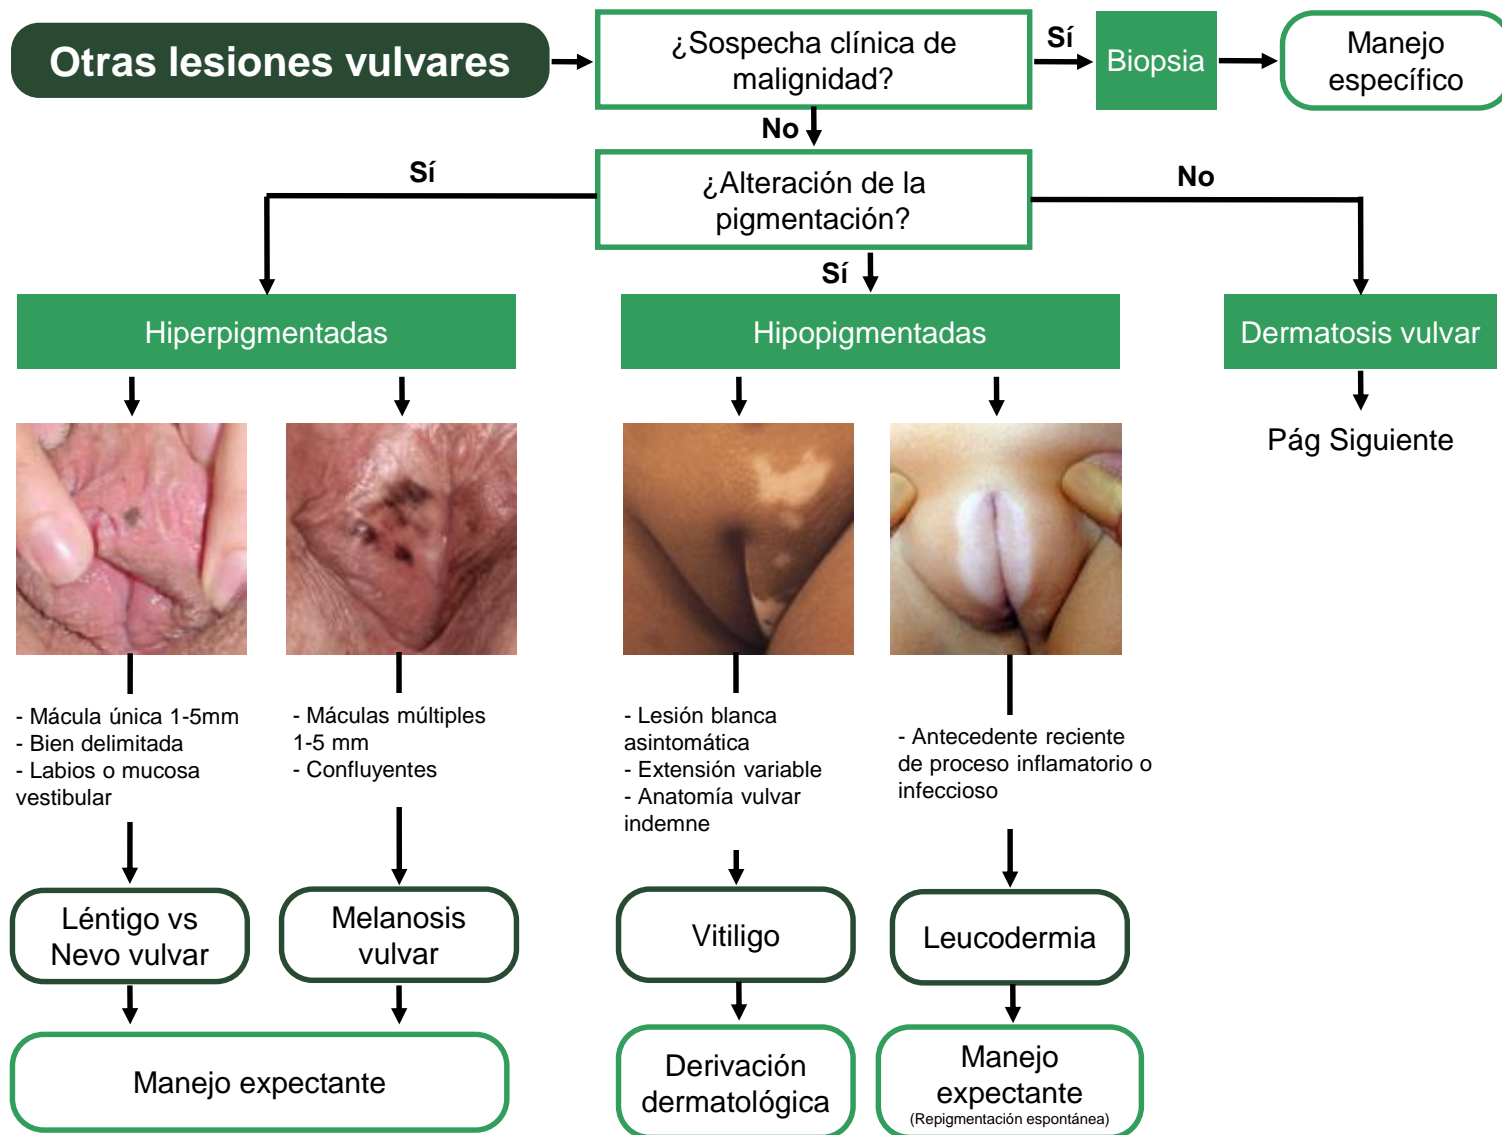 Otras lesiones vulvares
¿Sospecha clínica de
malignidad?
Sí
Biopsia
Manejo
específico
No
Sí
¿Alteración de la
pigmentación?
No
Sí
Hiperpigmentadas
Hipopigmentadas
Dermatosis vulvar
Pág Siguiente
- Mácula única 1-5mm
- Bien delimitada
- Labios o mucosa
vestibular
- Máculas múltiples
1-5 mm
- Confluyentes
- Lesión blanca
asintomática
- Extensión variable
- Anatomía vulvar
indemne
- Antecedente reciente
de proceso inflamatorio o
infeccioso
Léntigo vs
Nevo vulvar
Melanosis
vulvar
Vitiligo
Leucodermia
Manejo expectante
Derivación
dermatológica
Manejo
expectante
(Repigmentación espontánea)